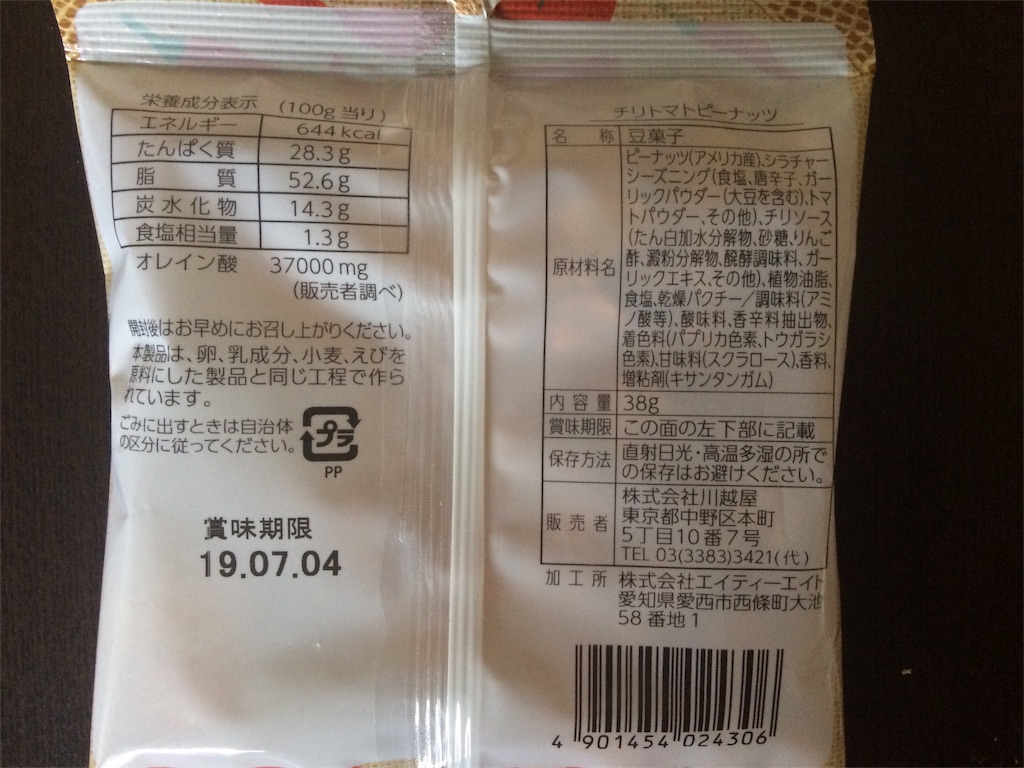 栄養成分表示 (100g当り)
エネルギー 644kcal
たんぱく質 28.3g
脂質 52.6g
炭水化物 14.3g
食塩相当量 1.3g
オレイン酸 37000mg
(販売者調べ)
開封後はお早めにお召し上がりください。
本製品は、卵、乳成分、小麦、えびを
原料にした製品と同じ工程で作ら
れています。
ごみに出すときは自治体
の区分に従ってください。
プラ
PP
賞味期限
19.07.04
チリトマトピーナッツ
名称 豆菓子
原材料名
ピーナッツ(アメリカ産)、シラチャー
シーズニング(食塩、唐辛子、ガー
リックパウダー(大豆を含む)、トマ
トパウダー、その他)、チリソース
(たん白加水分解物、砂糖、りんご
酢、澱粉分解物、醗酵調味料、ガー
リックエキス、その他)、植物油脂、
食塩、乾燥パクチー/調味料(アミ
ノ酸等)、酸味料、香辛料抽出物、
着色料(パプリカ色素、トウガラシ
色素)、甘味料(スクラロース)、香料、
増粘剤(キサンタンガム)
内容量 38g
賞味期限 この面の左下部に記載
保存方法 直射日光・高温多湿の所で
の保存はお避けください。
販売者 株式会社川越屋
東京都中野区本町
5丁目10番7号
TEL 03(3383)3421(代)
加工所 株式会社エイティーエイト
愛知県愛西市西條町大池
58番地1
4 901454 024306